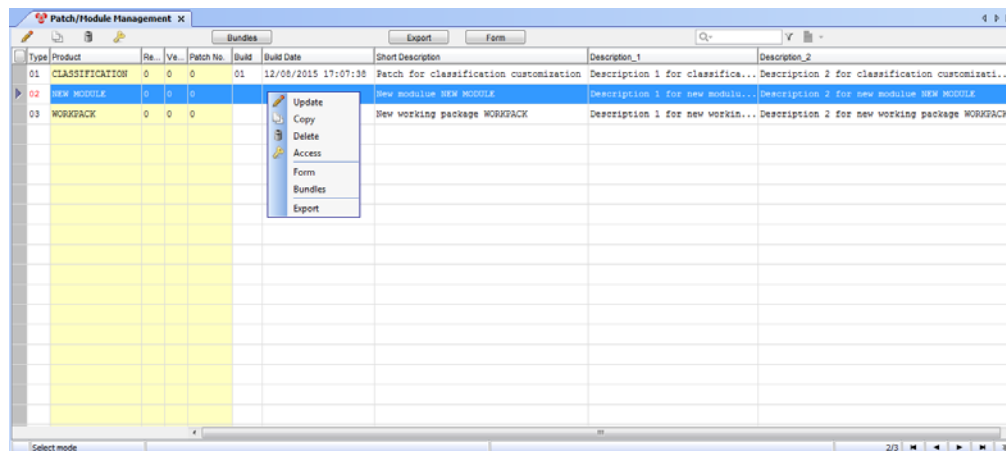 Patch/Module Management X
Bundles Export Form
Type Product Re... Ve... Patch No. Build Build Date Short Description Description_1 Description_2
01 CLASSIFICATION 0 0 0 01 12/08/2015 17:07:38 Patch for classification customization Description 1 for classifica... Description 2 for classification customizati...
02 NEW MODULE 0 0 0 New modulue NEW MODULE Description 1 for new modulu... Description 2 for new modulue NEW MODULE
03 WORKPACK 0 0 0 New working package WORKPACK Description 1 for new workin... Description 2 for new working package WORKPACK
Update
Copy
Delete
Access
Form
Bundles
Export
Select mode 2/3